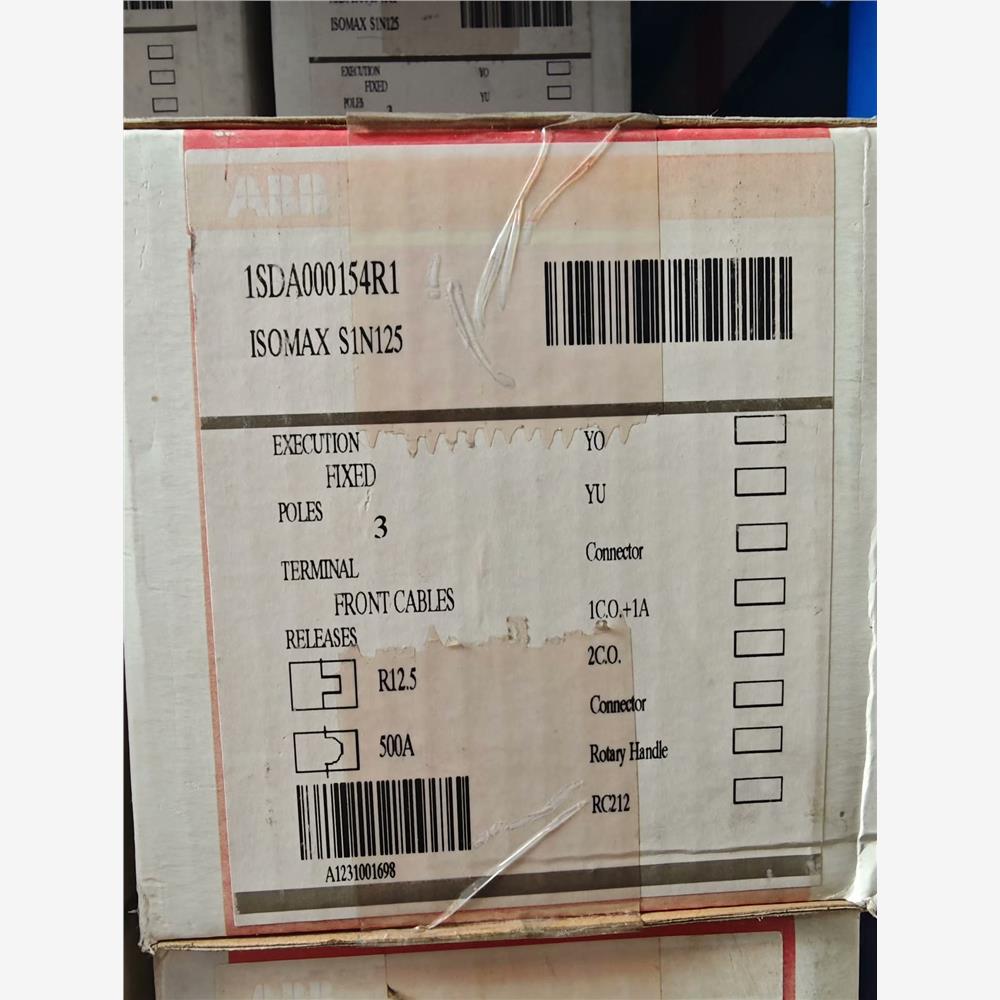 ISOMAX S1N125
EXECUTION
FIXED
POLES
3
YO
YU
ABB
1SDA000154R1
ISOMAX S1N125
EXECUTION
FIXED
POLES
3
TERMINAL
FRONT CABLES
RELEASES
R12.5
500A
A1231001698
YO
YU
Connector
1C.O.+1A
2C.O.
Connector
Rotary Handle
RC212
ABB